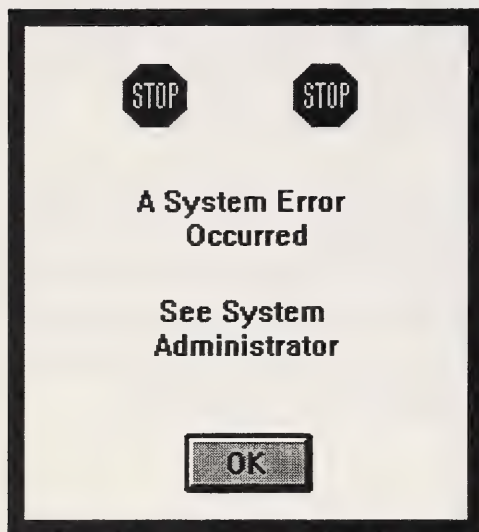 STOP STOP
A System Error
Occurred
See System
Administrator
OK